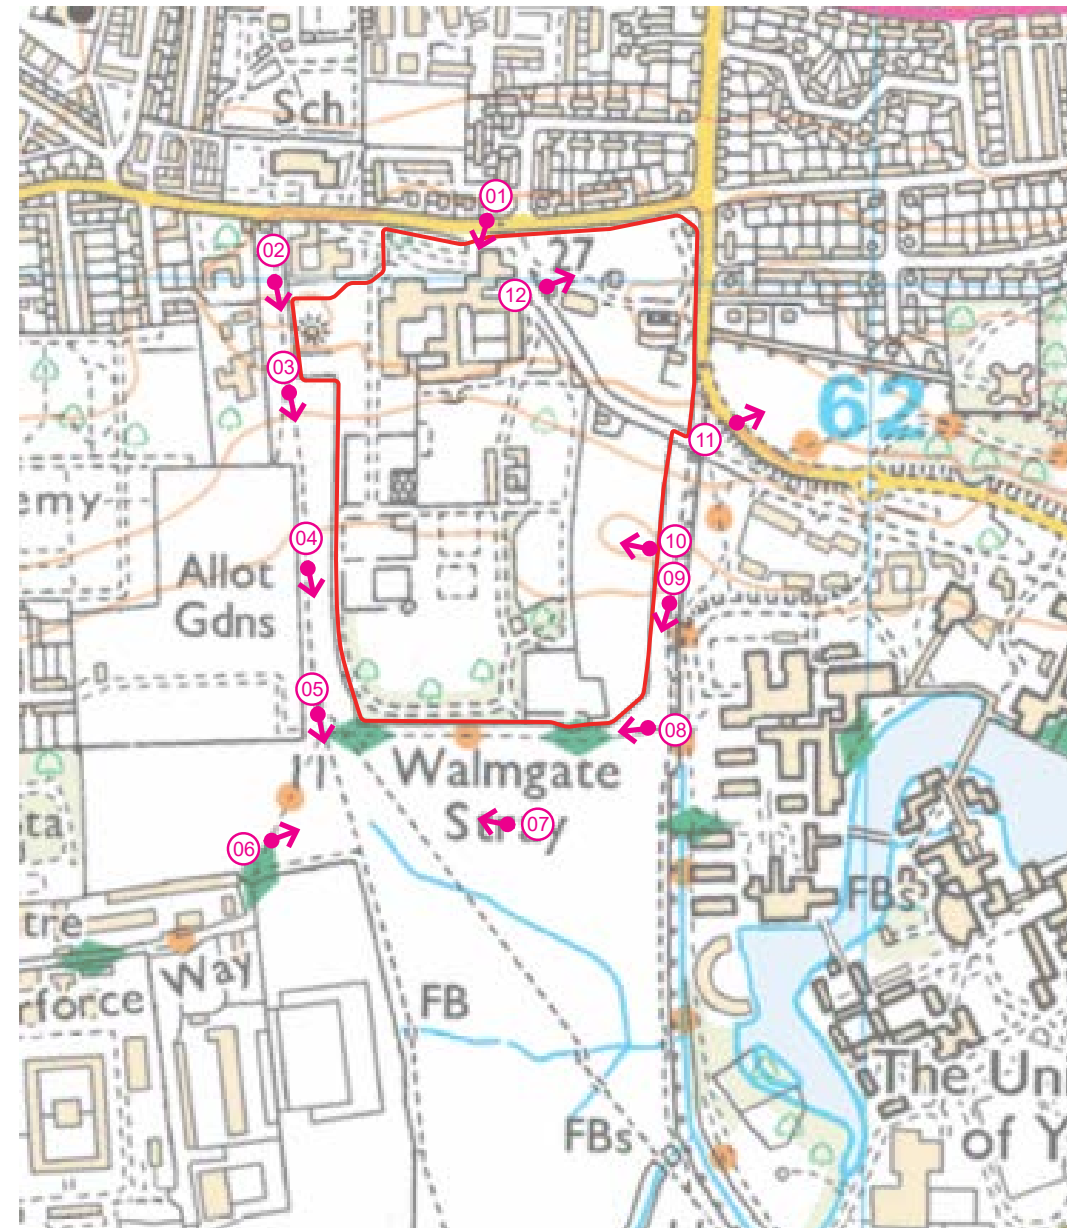 Sch
01
02
27
12
03
62
11
emy
04
10
Allot
Gdns
09
05
08
Walmgate
Stray
07
06
ta
FBs
tre
Way
rforce
FB
The Uni
of Y
FBs